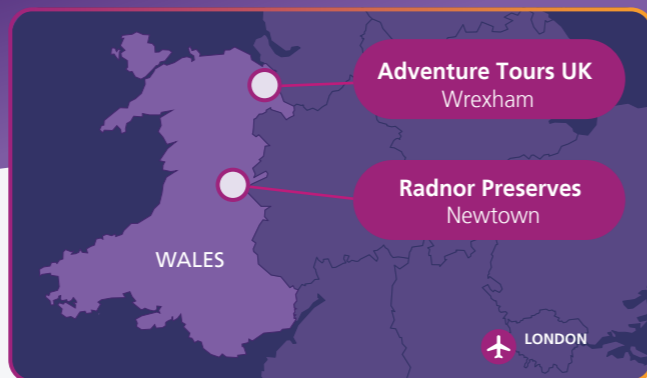 Adventure Tours UK
Wrexham
Radnor Preserves
Newtown
WALES
LONDON